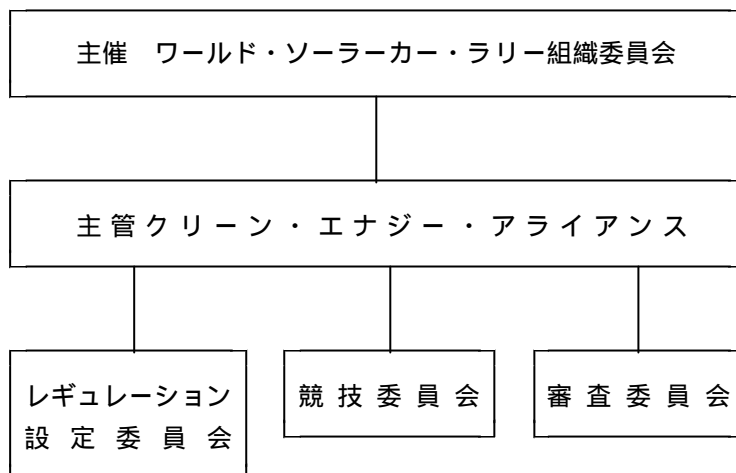 主催　ワールド・ソーラーカー・ラリー組織委員会
主管クリーン・エナジー・アライアンス
レギュレーション
設定委員会
競技委員会
審査委員会